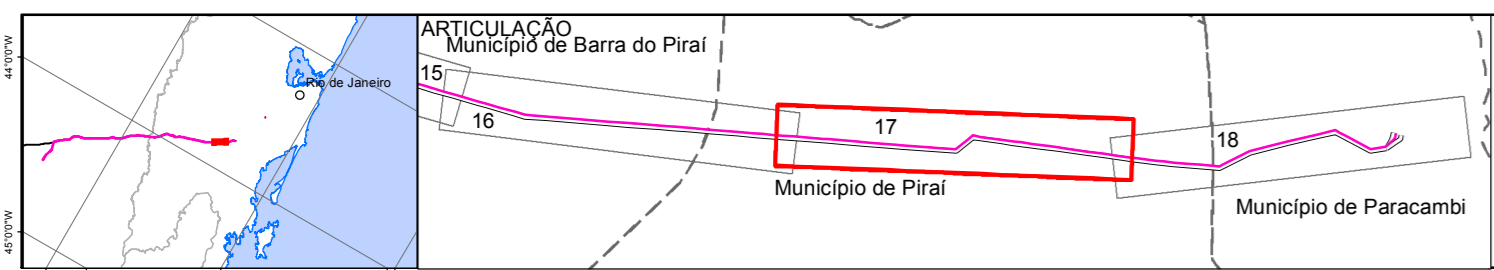 44°0'0"W
45°0'0"W
Rio de Janeiro
ARTICULAÇÃO
Município de Barra do Piraí
15
16
17
18
Município de Piraí
Município de Paracambi